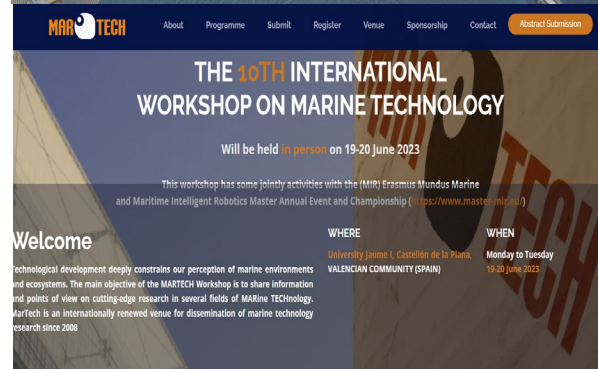 MAR TECH
About Programme Submit Register Venue Sponsorship Contact Abstract Submission
THE 10TH INTERNATIONAL
WORKSHOP ON MARINE TECHNOLOGY
Will be held in person on 19-20 June 2023
This workshop has some jointly activities with the (MIR) Erasmus Mundus Marine
and Maritime Intelligent Robotics Master Annual Event and Championship (https://www.master-mir.eu/)
Welcome
Technological development deeply constrains our perception of marine environments
and ecosystems. The main objective of the MARTECH Workshop is to share information
and points of view on cutting-edge research in several fields of MARine TECHnology.
MarTech is an internationally renewed venue for dissemination of marine technology
research since 2008
WHERE
University Jaume I, Castellón de la Plana,
VALENCIAN COMMUNITY (SPAIN)
WHEN
Monday to Tuesday
19-20 June 2023
MAR
TECH